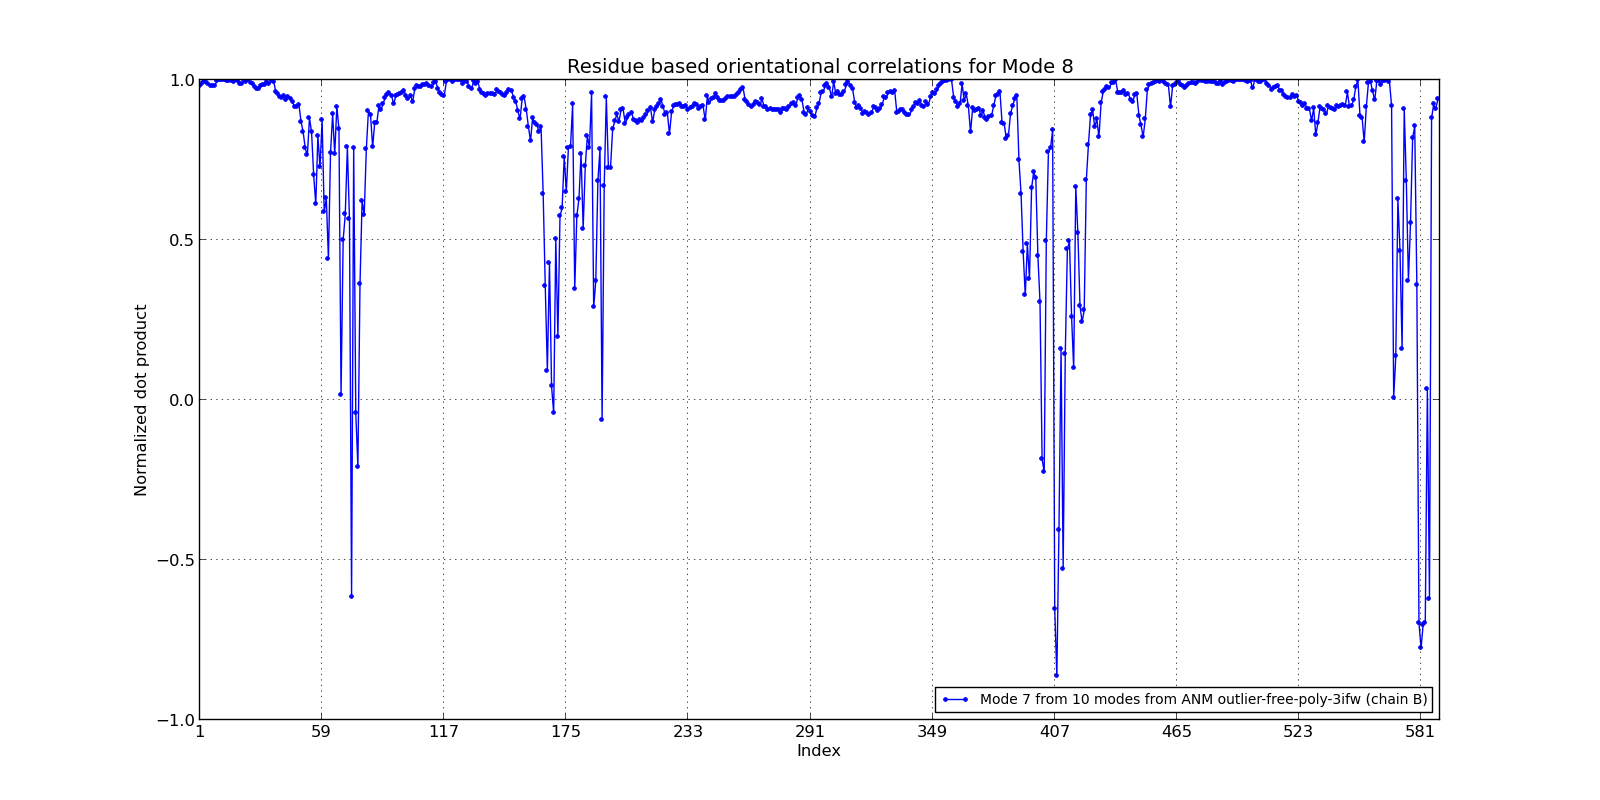 Residue based orientational correlations for Mode 8
1.0
0.5
0.0
−0.5
−1.0
Normalized dot product
Mode 7 from 10 modes from ANM outlier-free-poly-3ifw (chain B)
1 59 117 175 233 291 349 407 465 523 581
Index